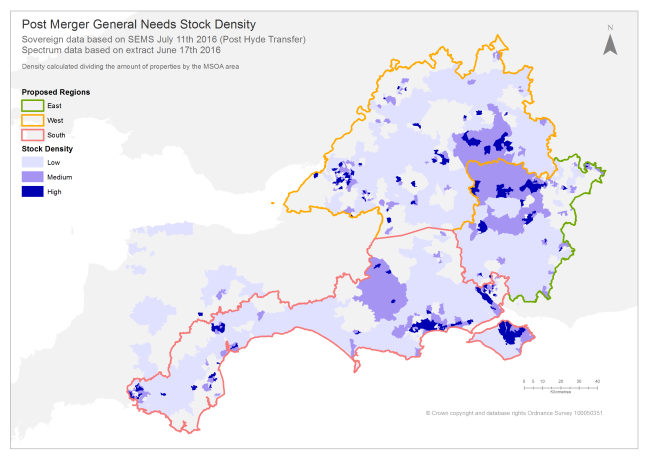 Post Merger General Needs Stock Density
Sovereign data based on SEMS July 11th 2016 (Post Hyde Transfer)
Spectrum data based on extract June 17th 2016
Density calculated dividing the amount of properties by the MSOA area
N
Proposed Regions
East
West
South
Stock Density
Low
Medium
High
0 5 10 20 30 40
Kilometres
© Crown copyright and database rights Ordnance Survey 100050351